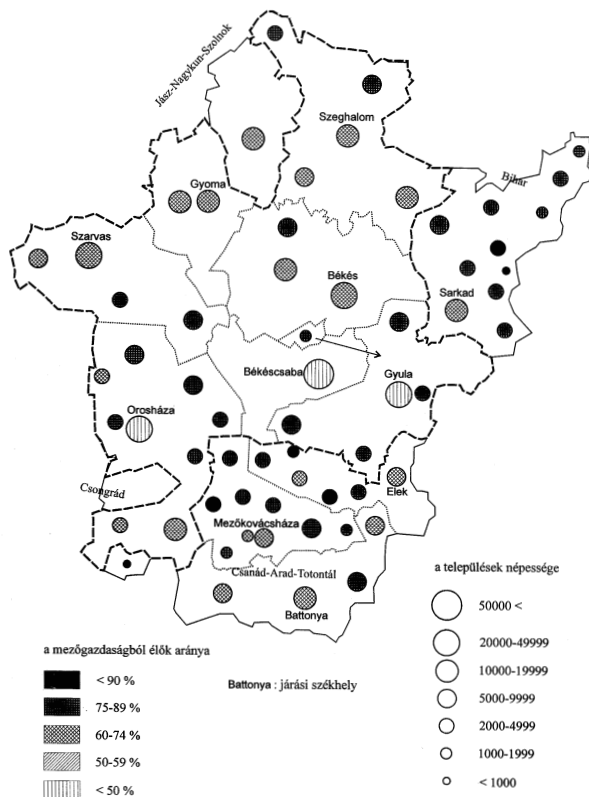 Jász-Nagykun-Szolnok
Szeghalom
Bihar
Gyoma
Szarvas
Békés
Sarkad
Békéscsaba
Gyula
Orosháza
Csongrád
Elek
Mezőkovácsháza
Csanád-Arad-Totontál
Battonya
a mezőgazdaságból élők aránya
< 90 %
75-89 %
60-74 %
50-59 %
< 50 %
Battonya : járási székhely
a települések népessége
50000 <
20000-49999
10000-19999
5000-9999
2000-4999
1000-1999
< 1000